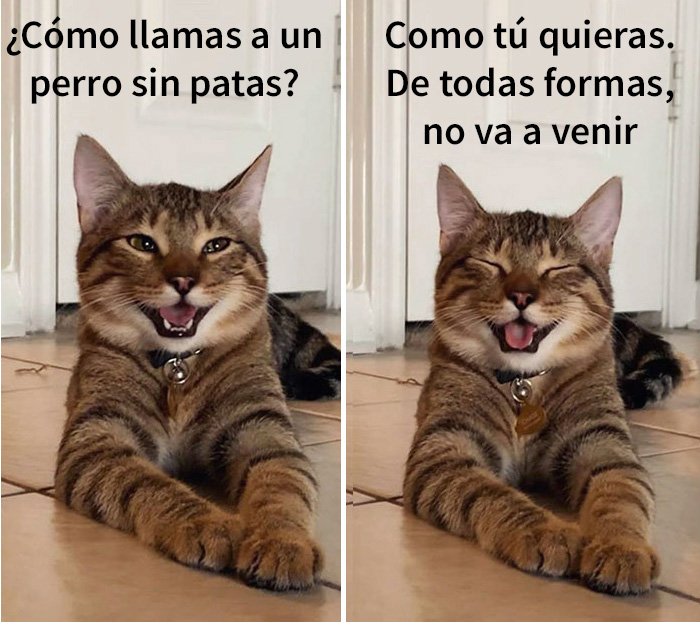 ¿Cómo llamas a un
perro sin patas?
Como tú quieras.
De todas formas,
no va a venir